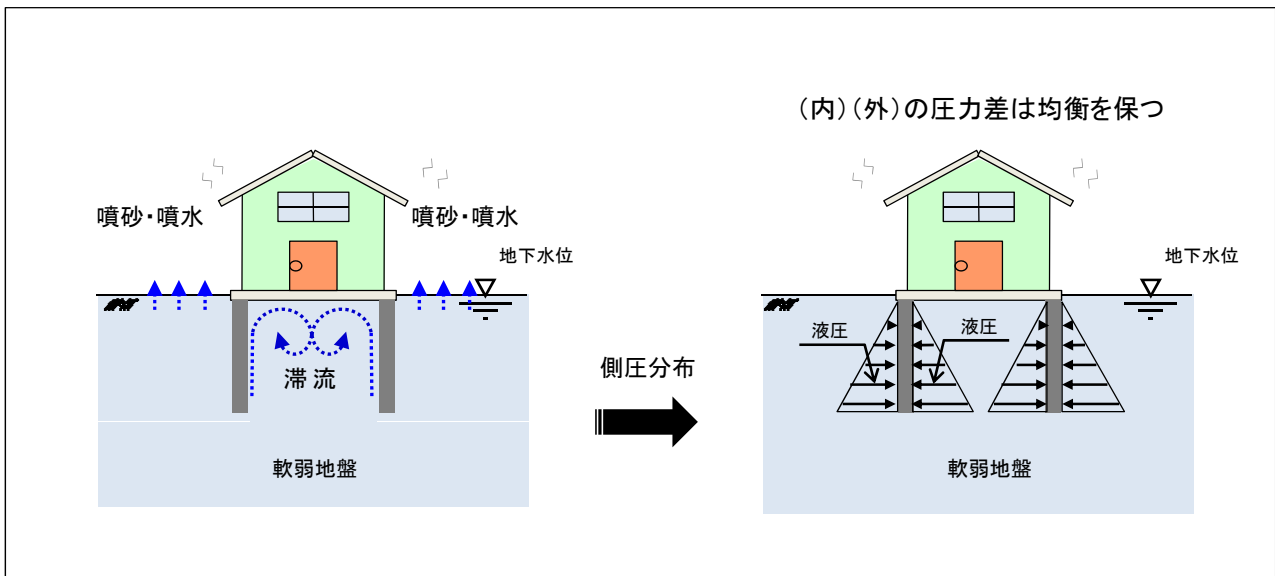 (内)(外)の圧力差は均衡を保つ
噴砂・噴水
噴砂・噴水
地下水位
滞流
軟弱地盤
側圧分布
地下水位
液圧
液圧
軟弱地盤